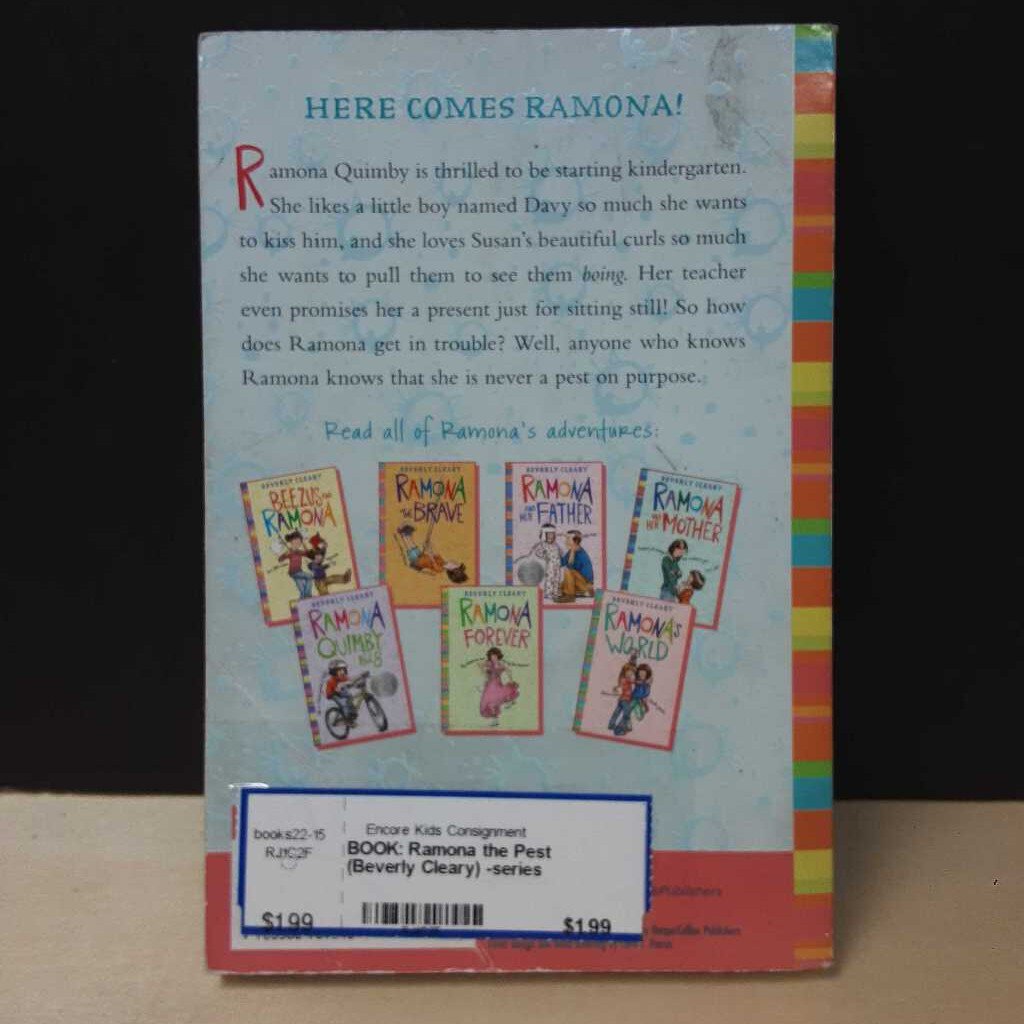 HERE COMES RAMONA!
Ramona Quimby is thrilled to be starting kindergarten.
She likes a little boy named Davy so much she wants
to kiss him, and she loves Susan's beautiful curls so much
she wants to pull them to see them boing. Her teacher
even promises her a present just for sitting still! So how
does Ramona get in trouble? Well, anyone who knows
Ramona knows that she is never a pest on purpose.
Read all of Ramona's adventures:
BEVERLY CLEARY
BEEZUS AND
RAMONA
BEVERLY CLEARY
RAMONA
THE BRAVE
BEVERLY CLEARY
RAMONA
AND HER FATHER
BEVERLY CLEARY
RAMONA
AND HER MOTHER
BEVERLY CLEARY
RAMONA
QUIMBY
AGE 8
BEVERLY CLEARY
RAMONA
FOREVER
BEVERLY CLEARY
RAMONA'S
WORLD
books22-15
Encore Kids Consignment
BOOK: Ramona the Pest
(Beverly Cleary) -series
$1.99
$1.99
HarperCollins Publishers